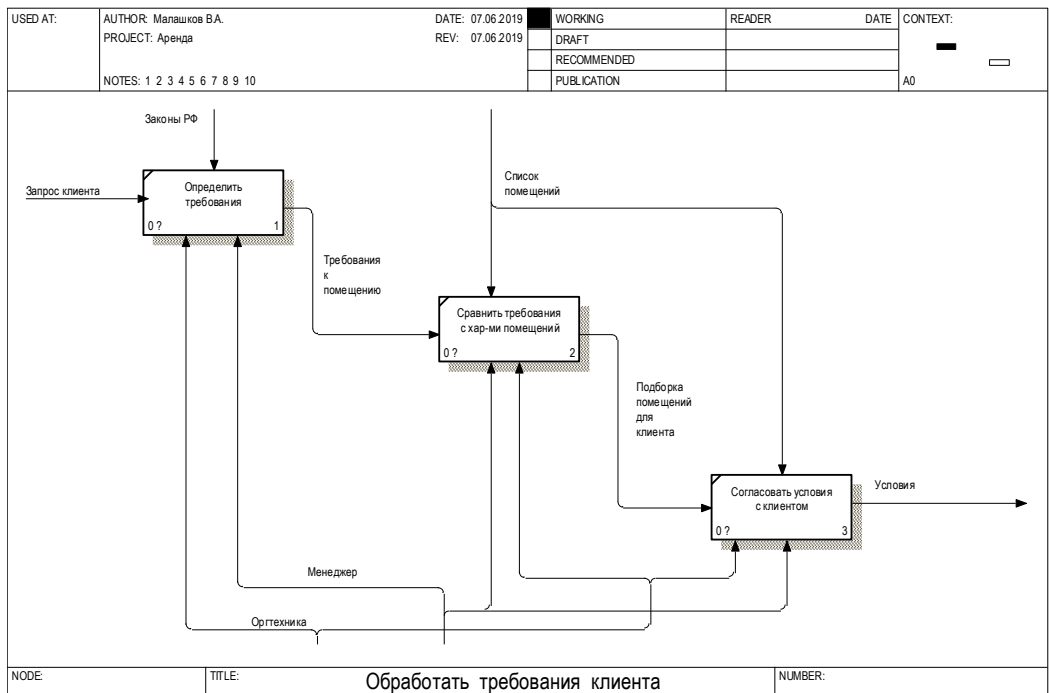 USED AT:
AUTHOR: Малашков В.А.
DATE: 07.06.2019
WORKING
READER
DATE
CONTEXT:
PROJECT: Аренда
REV: 07.06.2019
DRAFT
RECOMMENDED
NOTES: 1 2 3 4 5 6 7 8 9 10
PUBLICATION
A0
Законы РФ
Запрос клиента
Определить
требования
0 ?
1
Список
помещений
Требования
к
помещению
Сравнить требования
с хар-ми помещений
0 ?
2
Подборка
помещений
для
клиента
Согласовать условия
с клиентом
0 ?
3
Условия
Менеджер
Оргтехника
NODE:
TITLE:
Обработать требования клиента
NUMBER: